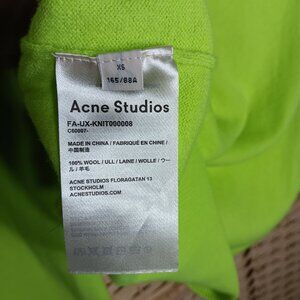 XS
165/88A
Acne Studios
FA-UX-KNIT000008
C60007-
MADE IN CHINA / FABRIQUÉ EN CHINE /
中国制造
100% WOOL / ULL / LAINE / WOLLE / ウー
ル / 羊毛
ACNE STUDIOS FLORAGATAN 13
STOCKHOLM
ACNESTUDIOS.COM